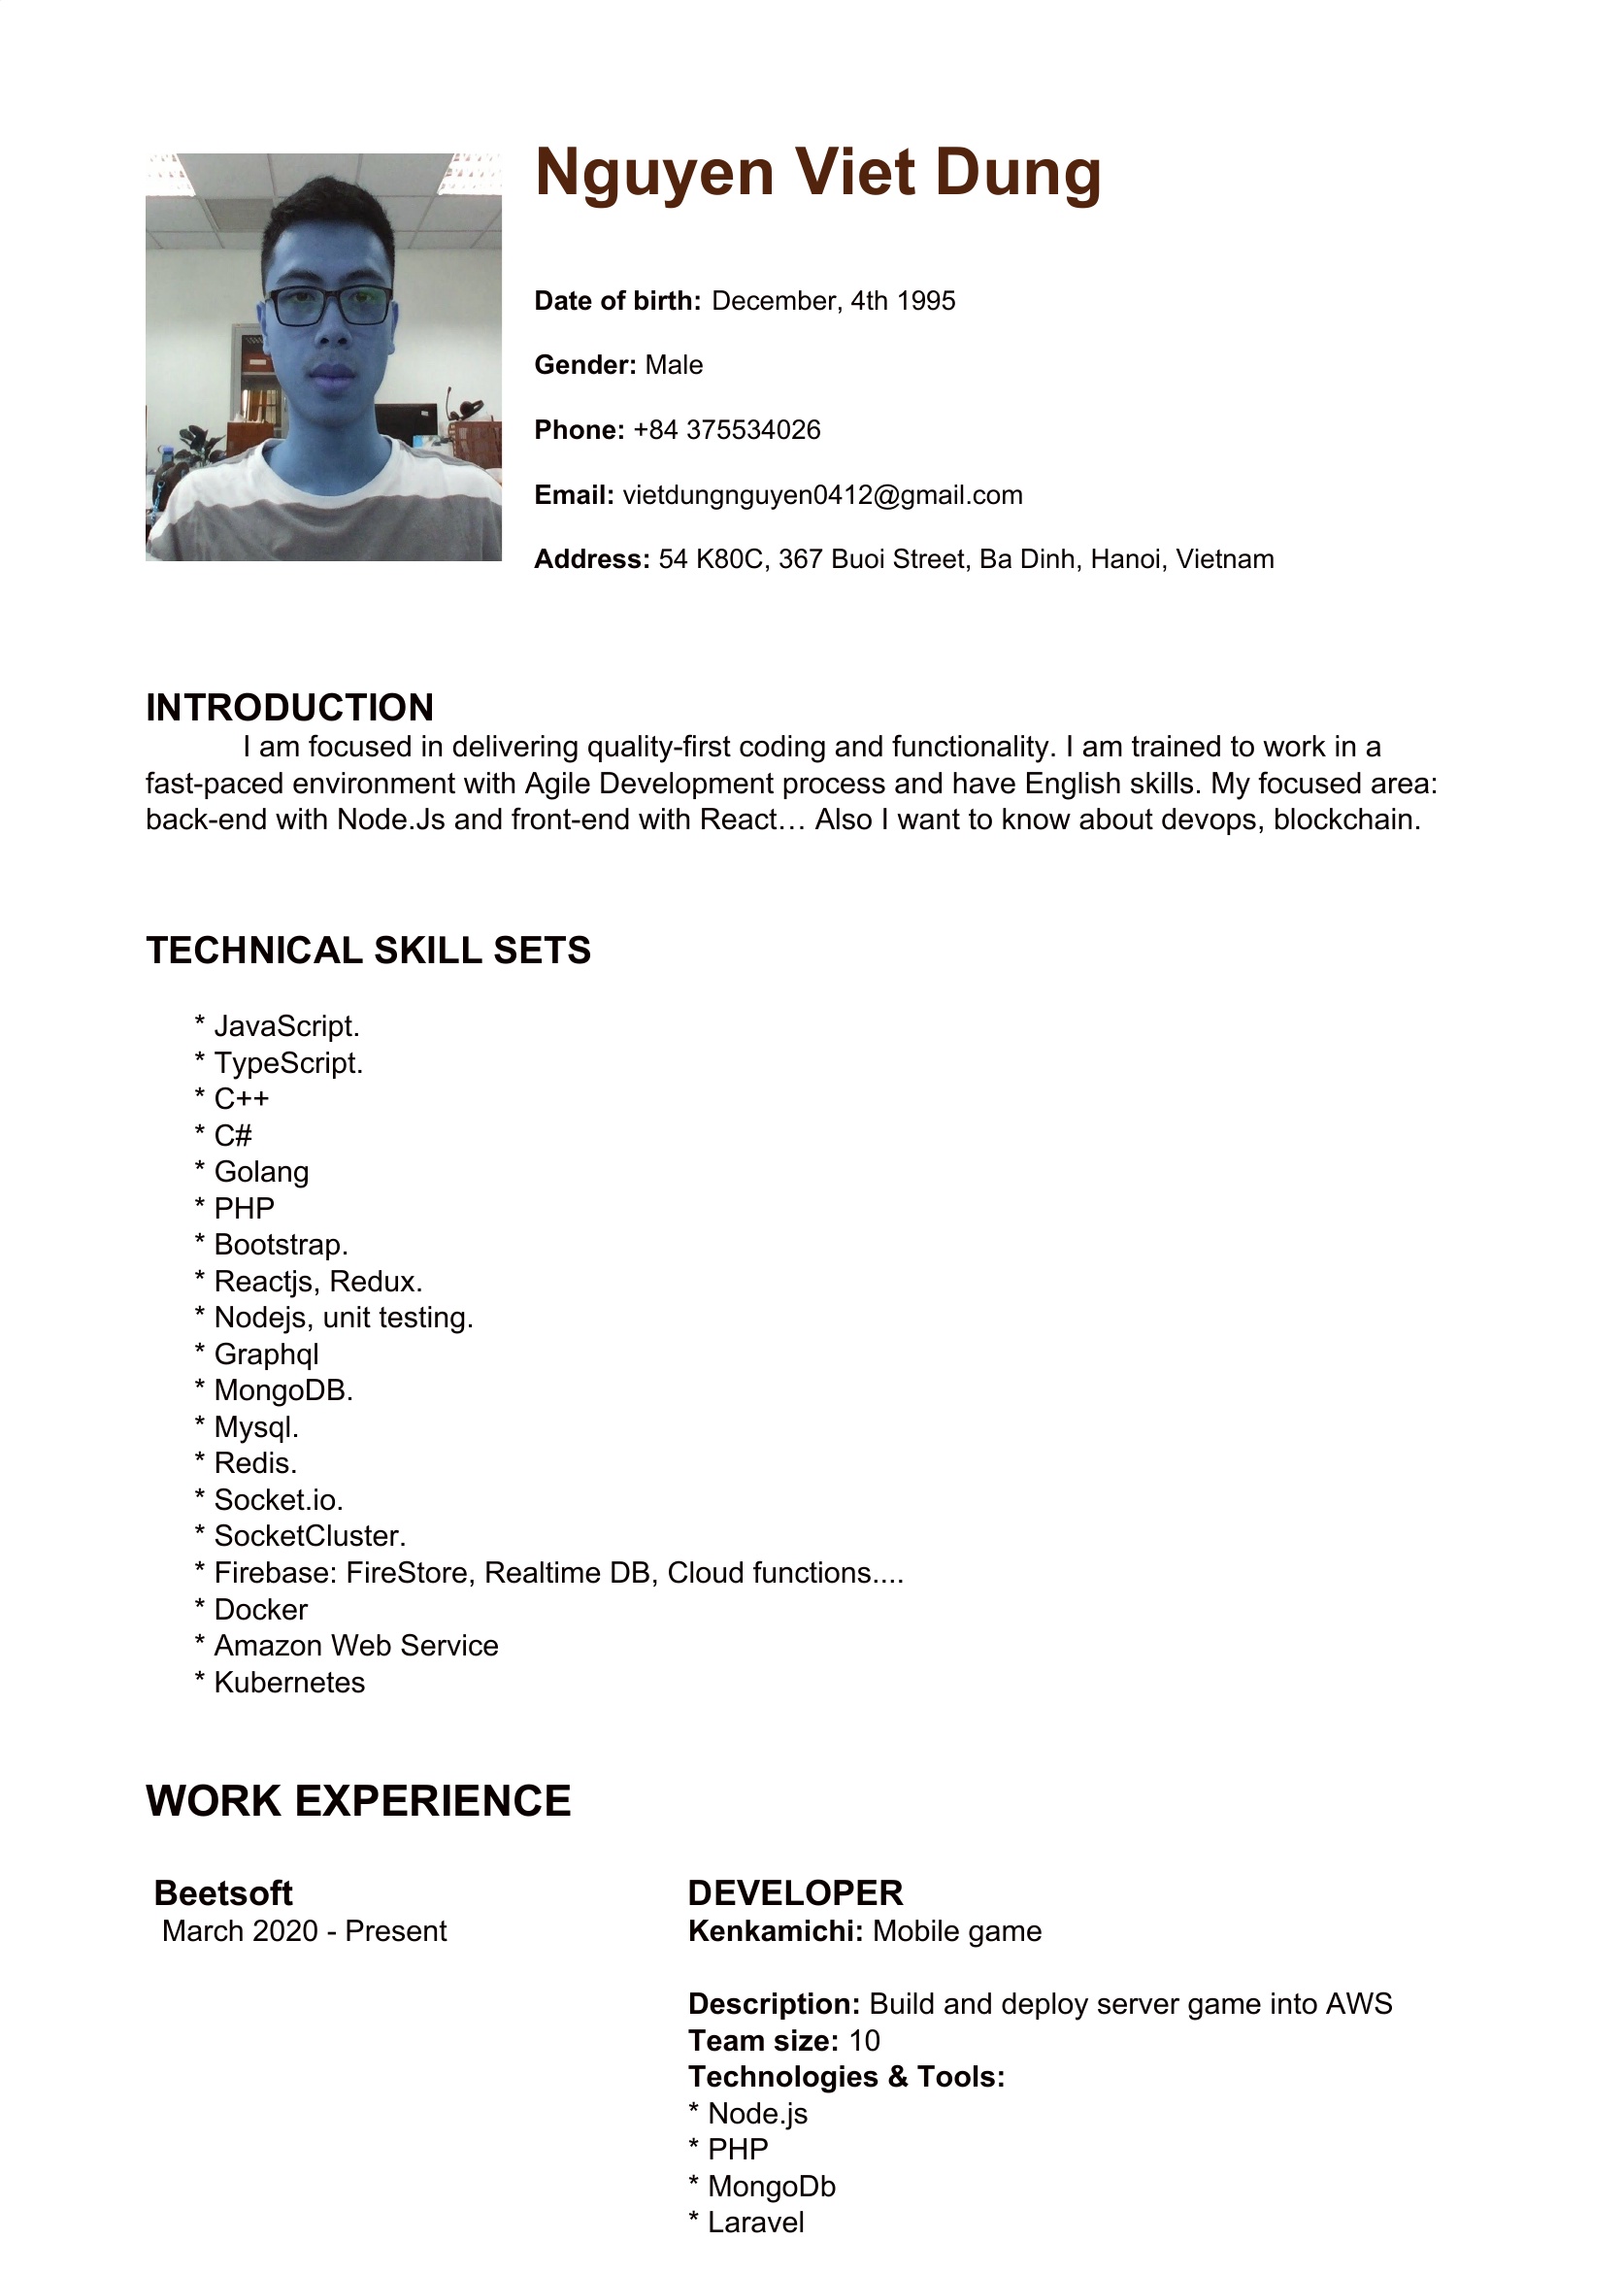 Nguyen Viet Dung
Date of birth: December, 4th 1995
Gender: Male
Phone: +84 375534026
Email: vietdungnguyen0412@gmail.com
Address: 54 K80C, 367 Buoi Street, Ba Dinh, Hanoi, Vietnam
INTRODUCTION
I am focused in delivering quality-first coding and functionality. I am trained to work in a
fast-paced environment with Agile Development process and have English skills. My focused area:
back-end with Node.Js and front-end with React… Also I want to know about devops, blockchain.
TECHNICAL SKILL SETS
* JavaScript.
* TypeScript.
* C++
* C#
* Golang
* PHP
* Bootstrap.
* Reactjs, Redux.
* Nodejs, unit testing.
* Graphql
* MongoDB.
* Mysql.
* Redis.
* Socket.io.
* SocketCluster.
* Firebase: FireStore, Realtime DB, Cloud functions....
* Docker
* Amazon Web Service
* Kubernetes
WORK EXPERIENCE
Beetsoft
March 2020 - Present
DEVELOPER
Kenkamichi: Mobile game
Description: Build and deploy server game into AWS
Team size: 10
Technologies & Tools:
* Node.js
* PHP
* MongoDb
* Laravel